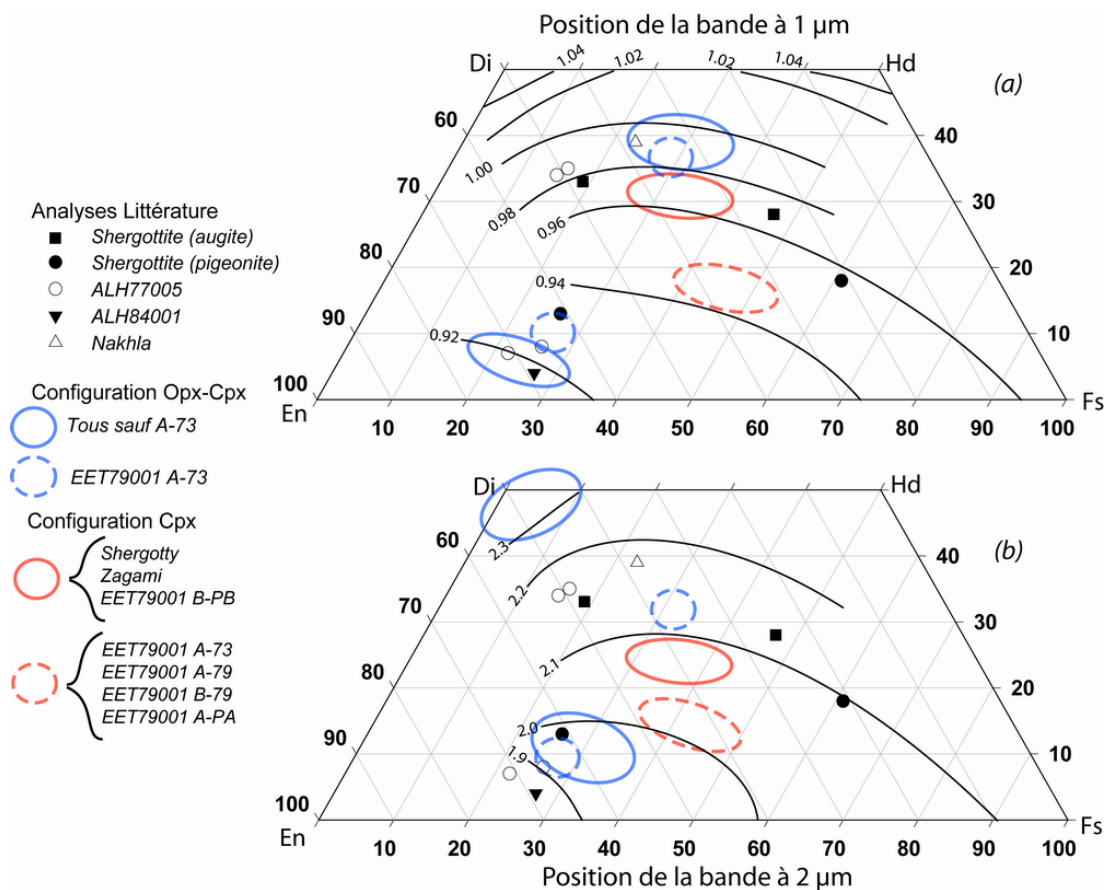 Position de la bande à 1 µm
Di
1.04
1.02
1.02
1.04
Hd
(a)
60
40
1.00
70
30
0.98
0.96
80
20
0.94
90
0.92
10
100
En
Fs
10
20
30
40
50
60
70
80
90
100
Analyses Littérature
Shergottite (augite)
Shergottite (pigeonite)
ALH77005
ALH84001
Nakhla
Configuration Opx-Cpx
Tous sauf A-73
EET79001 A-73
Configuration Cpx
Shergotty
Zagami
EET79001 B-PB
EET79001 A-73
EET79001 A-79
EET79001 B-79
EET79001 A-PA
Di
Hd
(b)
60
2.3
40
2.2
70
30
2.1
80
20
2.0
90
1.9
10
100
En
Fs
10
20
30
40
50
60
70
80
90
100
Position de la bande à 2 µm